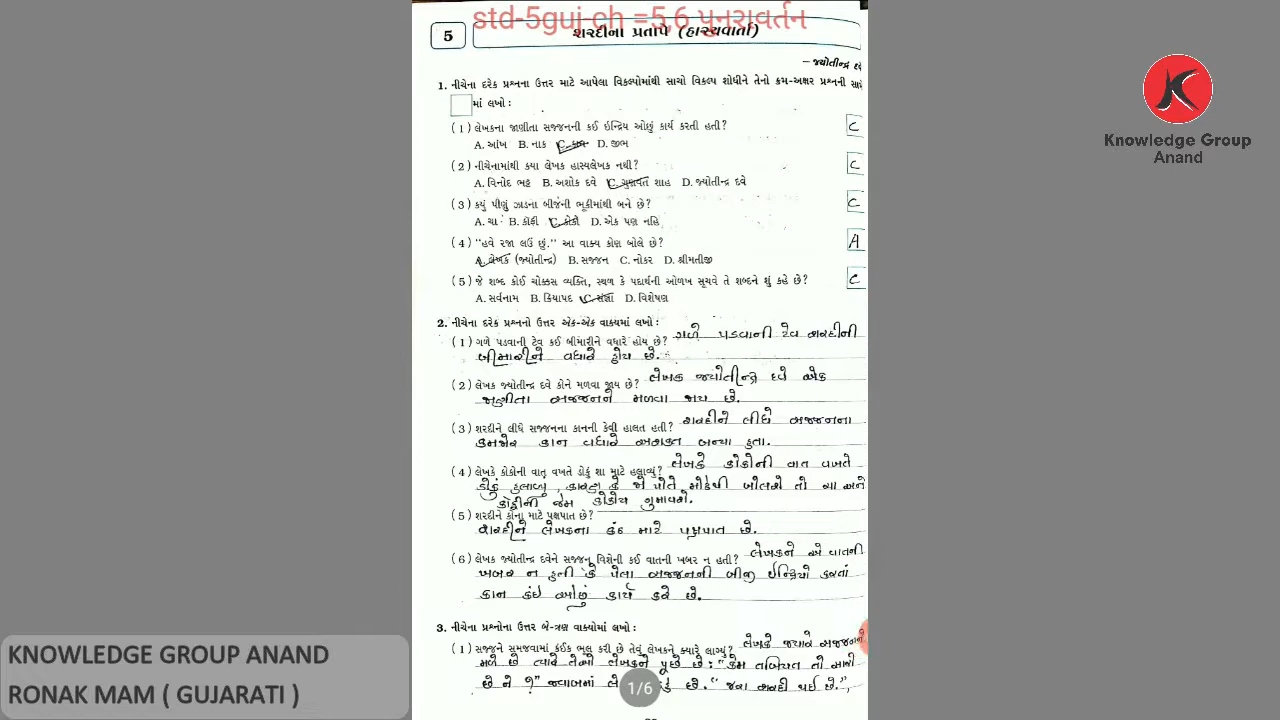 std-5guj ch =5,6 પુનરાવર્તન
5
શરદીના પ્રતાપે (હાસ્યવાર્તા)
– જ્યોતીન્દ્ર દવે
1. નીચેના દરેક પ્રશ્નના ઉત્તર માટે આપેલા વિકલ્પોમાંથી સાચો વિકલ્પ શોધીને તેનો ક્રમ-અક્ષર પ્રશ્નની સામે
માં લખો :
(1) લેખકના જાણીતા સજ્જનની કઈ ઇન્દ્રિય ઓછું કાર્ય કરતી હતી? C
A. આંખ B. નાક C. કાન D. જીભ
(2) નીચેનામાંથી ક્યા લેખક હાસ્યલેખક નથી? C
A. વિનોદ ભટ્ટ B. અશોક દવે C. ગુણવંત શાહ D. જ્યોતીન્દ્ર દવે
(3) કયું પીણું ઝાડના બીજની ભૂકીમાંથી બને છે? C
A. ચા B. કૉફી C. કોકો D. એક પણ નહિ
(4) "હવે રજા લઉં છું." આ વાક્ય કોણ બોલે છે? A
A. લેખક (જ્યોતીન્દ્ર) B. સજ્જન C. નોકર D. શ્રીમતીજી
(5) જે શબ્દ કોઈ ચોક્કસ વ્યક્તિ, સ્થળ કે પદાર્થની ઓળખ સૂચવે તે શબ્દને શું કહે છે? C
A. સર્વનામ B. ક્રિયાપદ C. સંજ્ઞા D. વિશેષણ
2. નીચેના દરેક પ્રશ્નનો ઉત્તર એક-એક વાક્યમાં લખો :
(1) ગળે પડવાની ટેવ કઈ બીમારીને વધારે હોય છે? ગળે પડવાની ટેવ શરદીની
બીમારીને વધારે હોય છે.
(2) લેખક જ્યોતીન્દ્ર દવે કોને મળવા જાય છે? લેખક જ્યોતીન્દ્ર દવે એક
જાણીતા સજ્જનને મળવા જાય છે.
(3) શરદીને લીધે સજ્જનના કાનની કેવી હાલત હતી? શરદીને લીધે સજ્જનના
કમજોર કાન વધારે અશક્ત બન્યા હતા.
(4) લેખકે કોકોની વાત વખતે ડોકું શા માટે હલાવ્યું? લેખકે કોકોની વાત વખતે
ડોકું હલાવ્યું, કારણ કે જો પોતે મોઢેથી બોલશે તો ચા અને
કૉફીની જેમ કોકોય ગુમાવશે.
(5) શરદીને કોના માટે પક્ષપાત છે?
શરદીને લેખકના કંઠ માટે પક્ષપાત છે.
(6) લેખક જ્યોતીન્દ્ર દવેને સજ્જન વિશેની કઈ વાતની ખબર ન હતી? લેખકને એ વાતની
ખબર ન હતી કે પેલા સજ્જનની બીજી ઇન્દ્રિયો કરતાં
કાન કંઈ ઓછું કાર્ય કરે છે.
3. નીચેના પ્રશ્નોના ઉત્તર બે-ત્રણ વાક્યોમાં લખો :
(1) સજ્જને સમજવામાં કંઈક ભૂલ કરી છે તેવું લેખકને ક્યારે લાગ્યું? લેખકે જ્યારે સજ્જનને
મળે છે ત્યારે તેઓ લેખકને પૂછે છે : "કેમ તબિયત તો સારી
છે ને ?" જવાબમાં લે છે. "જરા શરદી થઈ છે.",
1/6
Knowledge Group
Anand
KNOWLEDGE GROUP ANAND
RONAK MAM ( GUJARATI )